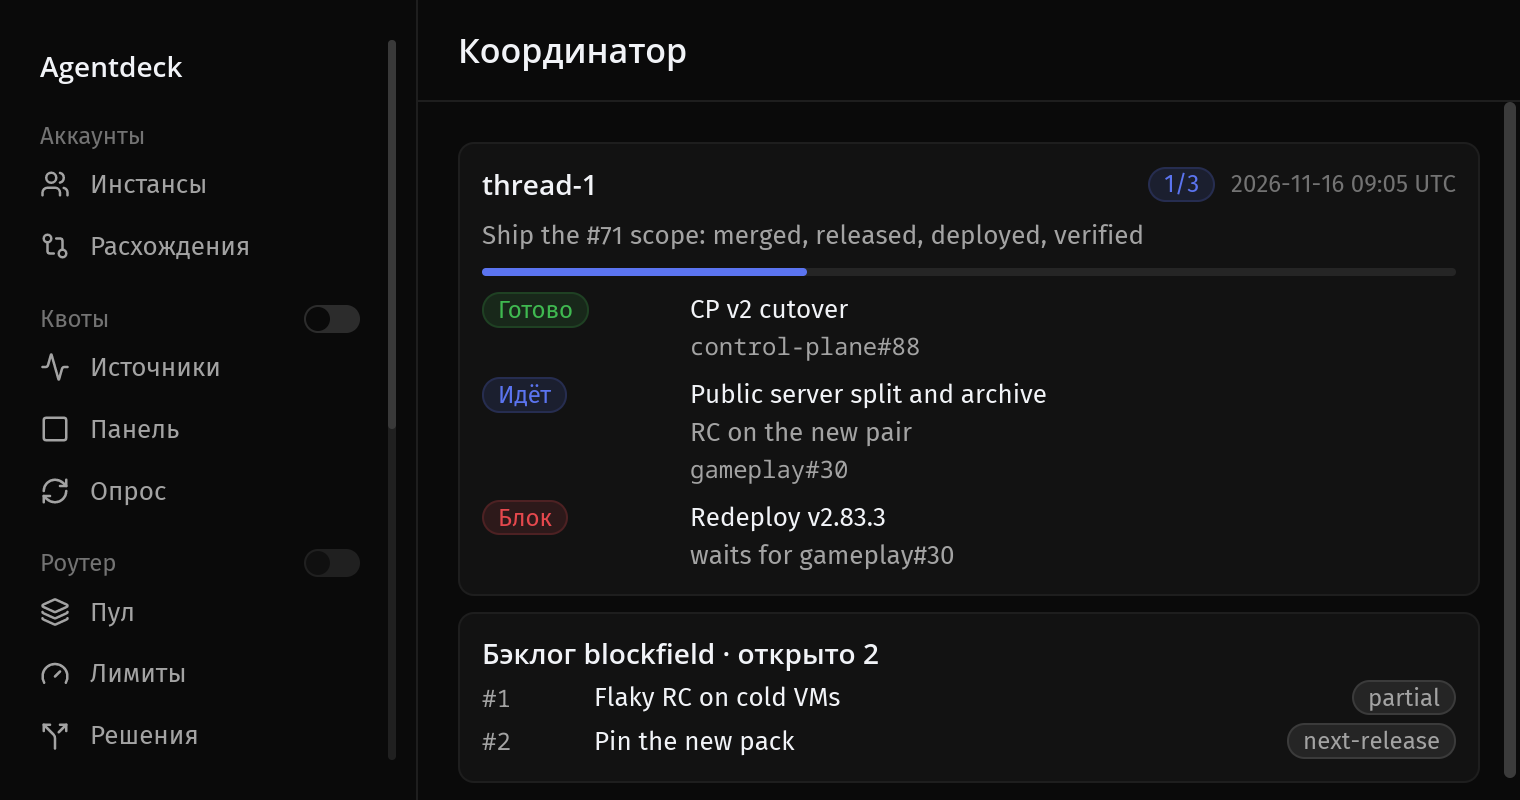 Agentdeck
Аккаунты
Инстансы
Расхождения
Квоты
Источники
Панель
Опрос
Роутер
Пул
Лимиты
Решения
Координатор
thread-1 1/3 2026-11-16 09:05 UTC
Ship the #71 scope: merged, released, deployed, verified
Готово CP v2 cutover
control-plane#88
Идёт Public server split and archive
RC on the new pair
gameplay#30
Блок Redeploy v2.83.3
waits for gameplay#30
Бэклог blockfield · открыто 2
#1 Flaky RC on cold VMs partial
#2 Pin the new pack next-release